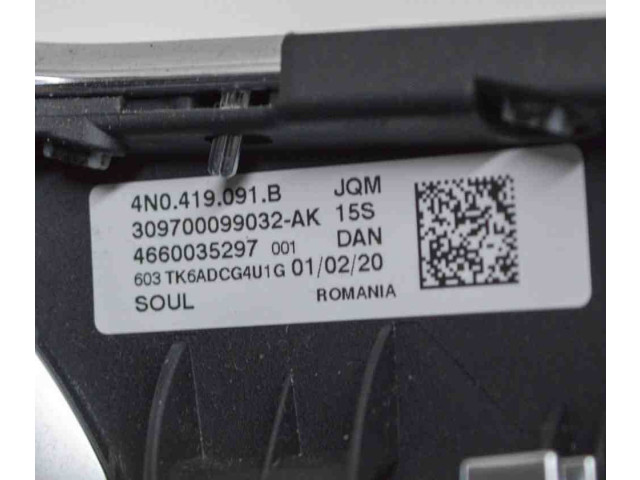 4N0.419.091.B JQM
309700099032-AK 15S
4660035297 001 DAN
603 TK6ADCG4U1G 01/02/20
SOUL ROMANIA